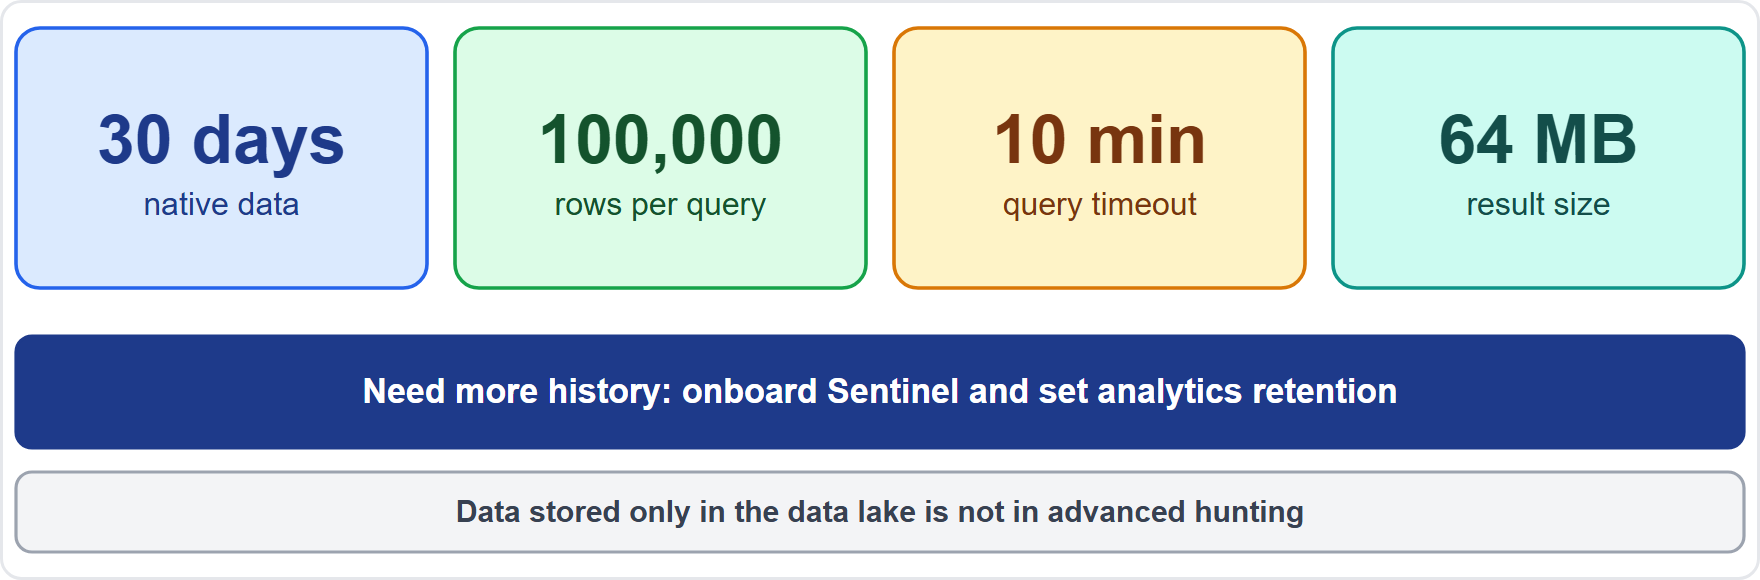 30 days
native data
100,000
rows per query
10 min
query timeout
64 MB
result size
Need more history: onboard Sentinel and set analytics retention
Data stored only in the data lake is not in advanced hunting